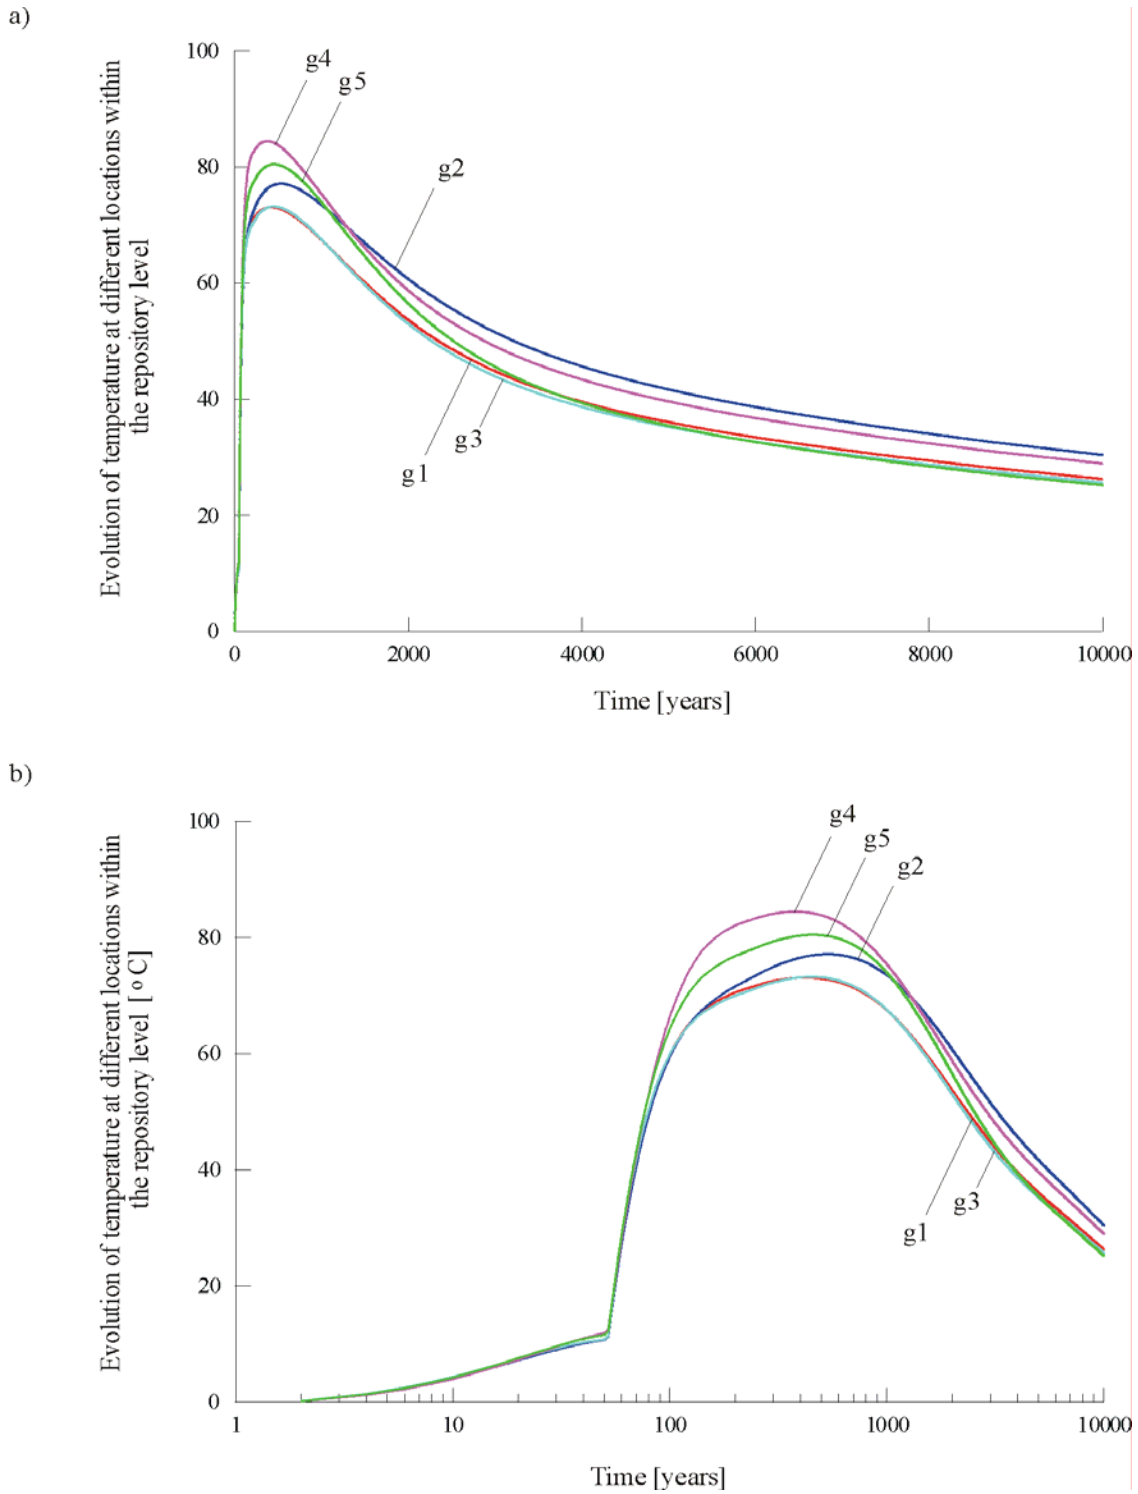 a)
Evolution of temperature at different locations within
the repository level
100
80
60
40
20
0
g4
g5
g2
g3
g1
0
2000
4000
6000
8000
10000
Time [years]
b)
Evolution of temperature at different locations within
the repository level [ o C]
100
80
60
40
20
0
g4
g5
g2
g3
g1
1
10
100
1000
10000
Time [years]